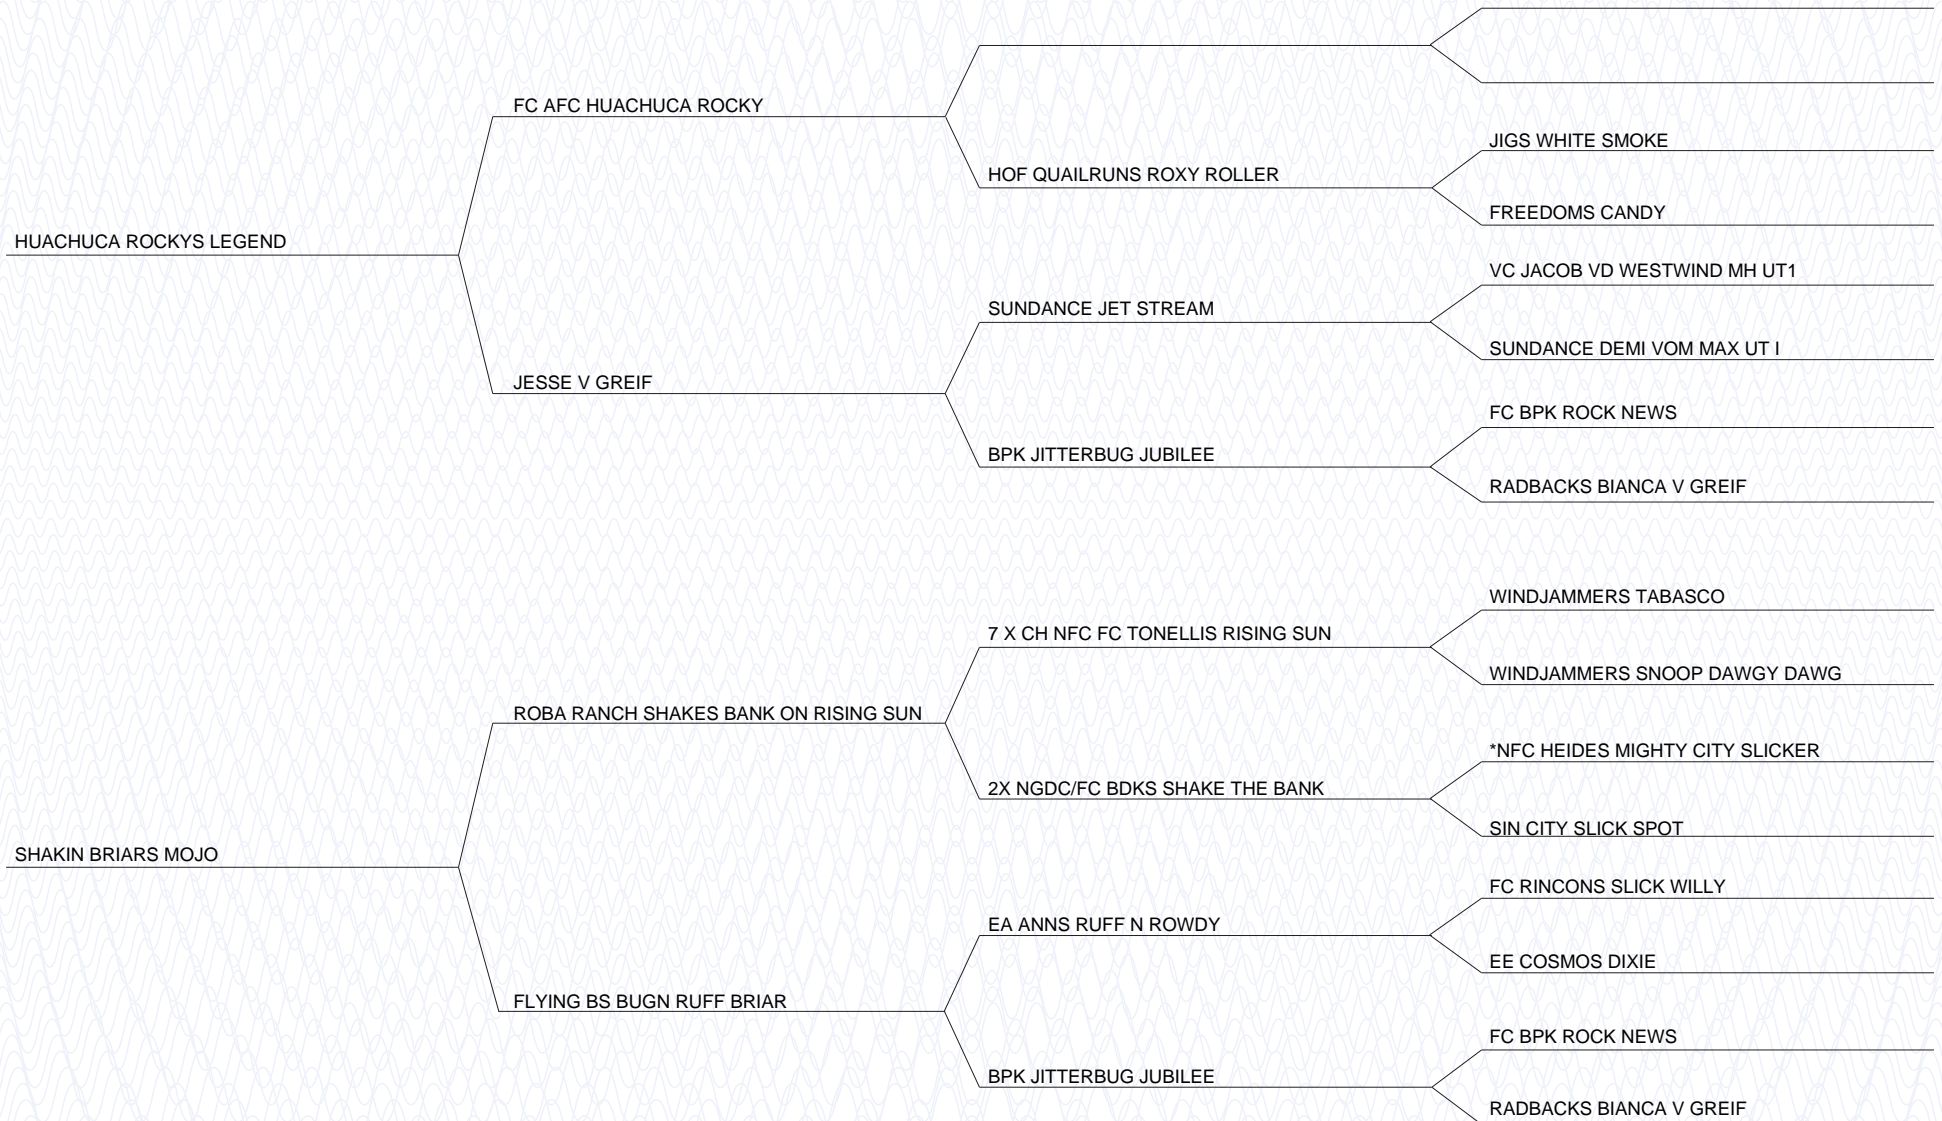 FC AFC HUACHUCA ROCKY
JIGS WHITE SMOKE
HOF QUAILRUNS ROXY ROLLER
FREEDOMS CANDY
HUACHUCA ROCKYS LEGEND
VC JACOB VD WESTWIND MH UT1
SUNDANCE JET STREAM
SUNDANCE DEMI VOM MAX UT I
JESSE V GREIF
FC BPK ROCK NEWS
BPK JITTERBUG JUBILEE
RADBACKS BIANCA V GREIF
WINDJAMMERS TABASCO
7 X CH NFC FC TONELLIS RISING SUN
WINDJAMMERS SNOOP DAWGY DAWG
ROBA RANCH SHAKES BANK ON RISING SUN
*NFC HEIDES MIGHTY CITY SLICKER
2X NGDC/FC BDKS SHAKE THE BANK
SIN CITY SLICK SPOT
SHAKIN BRIARS MOJO
FC RINCONS SLICK WILLY
EA ANNS RUFF N ROWDY
EE COSMOS DIXIE
FLYING BS BUGN RUFF BRIAR
FC BPK ROCK NEWS
BPK JITTERBUG JUBILEE
RADBACKS BIANCA V GREIF